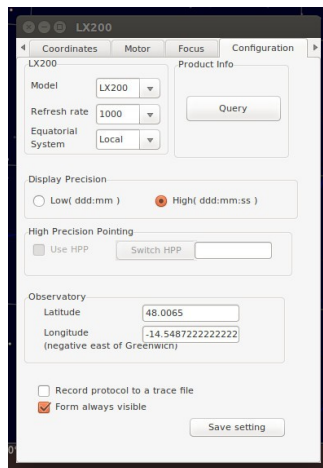 LX200
Coordinates Motor Focus Configuration
LX200
Product Info
Model LX200
Query
Refresh rate 1000
Equatorial
System Local
Display Precision
Low( ddd:mm ) High( ddd:mm:ss )
High Precision Pointing
Use HPP Switch HPP
Observatory
Latitude 48.0065
Longitude -14.5487222222222
(negative east of Greenwich)
Record protocol to a trace file
Form always visible
Save setting